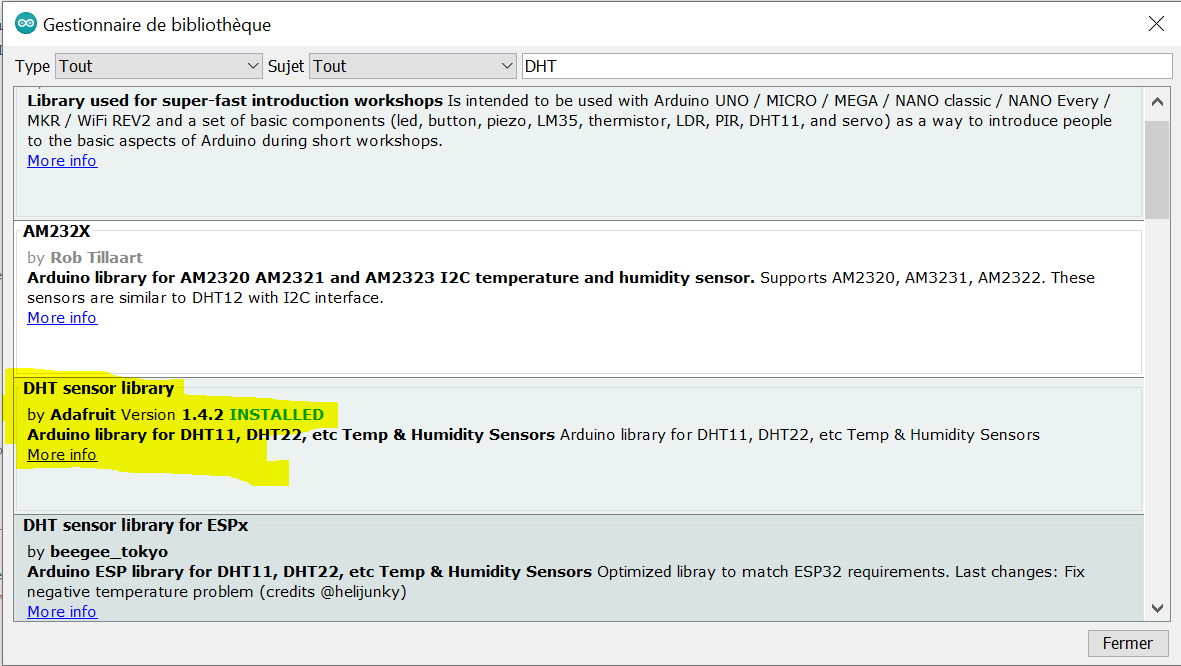 Gestionnaire de bibliothèque
Type Tout Sujet Tout DHT
Library used for super-fast introduction workshops Is intended to be used with Arduino UNO / MICRO / MEGA / NANO classic / NANO Every /
MKR / WiFi REV2 and a set of basic components (led, button, piezo, LM35, thermistor, LDR, PIR, DHT11, and servo) as a way to introduce people
to the basic aspects of Arduino during short workshops.
More info
AM232X
by Rob Tillaart
Arduino library for AM2320 AM2321 and AM2323 I2C temperature and humidity sensor. Supports AM2320, AM3231, AM2322. These
sensors are similar to DHT12 with I2C interface.
More info
DHT sensor library
by Adafruit Version 1.4.2 INSTALLED
Arduino library for DHT11, DHT22, etc Temp & Humidity Sensors Arduino library for DHT11, DHT22, etc Temp & Humidity Sensors
More info
DHT sensor library for ESPx
by beegee_tokyo
Arduino ESP library for DHT11, DHT22, etc Temp & Humidity Sensors Optimized libray to match ESP32 requirements. Last changes: Fix
negative temperature problem (credits @helijunky)
More info
Fermer